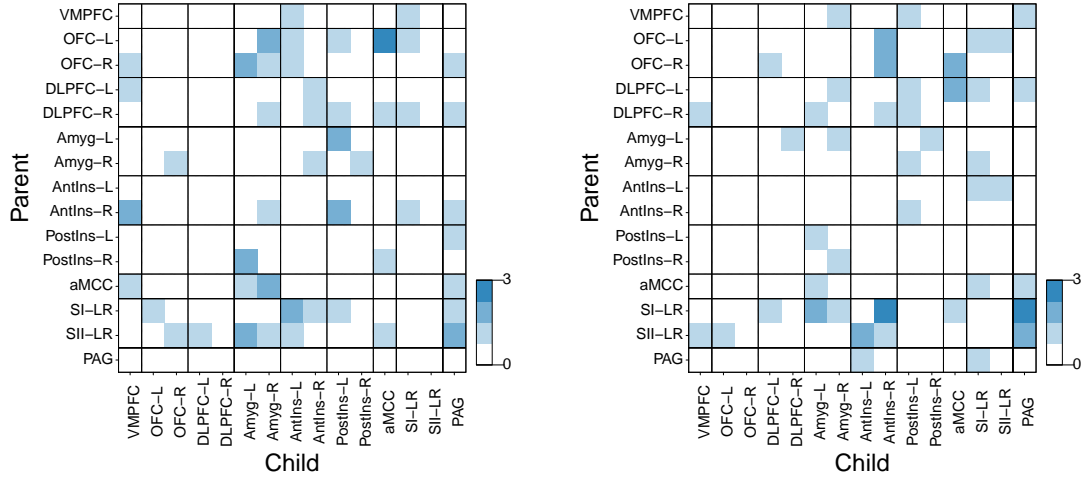 VMPFC
OFC−L
OFC−R
DLPFC−L
DLPFC−R
Amyg−L
Amyg−R
AntIns−L
AntIns−R
PostIns−L
PostIns−R
aMCC
SI−LR
SII−LR
PAG
Parent
VMPFC
OFC−L
OFC−R
DLPFC−L
DLPFC−R
Amyg−L
Amyg−R
AntIns−L
AntIns−R
PostIns−L
PostIns−R
aMCC
SI−LR
SII−LR
PAG
Child
3
0
VMPFC
OFC−L
OFC−R
DLPFC−L
DLPFC−R
Amyg−L
Amyg−R
AntIns−L
AntIns−R
PostIns−L
PostIns−R
aMCC
SI−LR
SII−LR
PAG
Parent
VMPFC
OFC−L
OFC−R
DLPFC−L
DLPFC−R
Amyg−L
Amyg−R
AntIns−L
AntIns−R
PostIns−L
PostIns−R
aMCC
SI−LR
SII−LR
PAG
Child
3
0